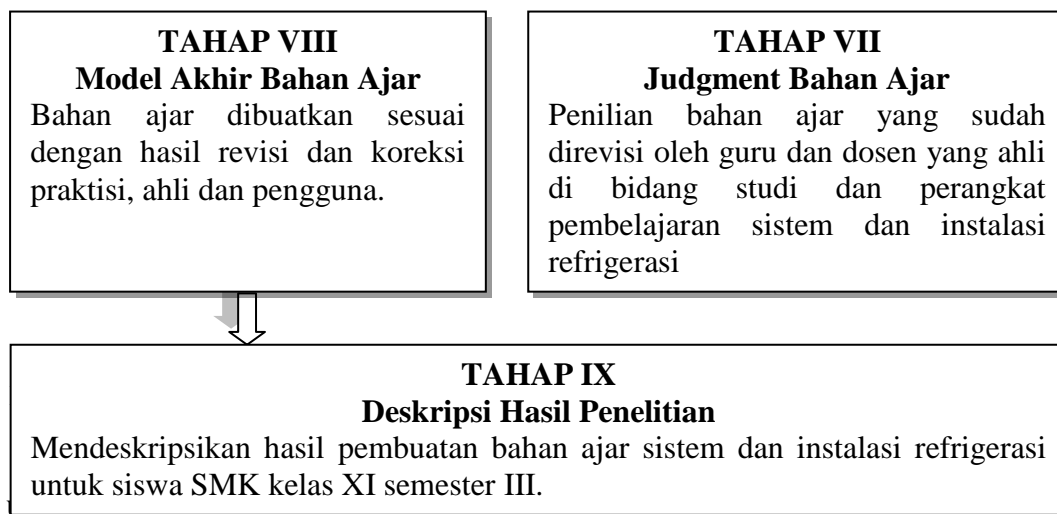 TAHAP VIII
Model Akhir Bahan Ajar
Bahan ajar dibuatkan sesuai
dengan hasil revisi dan koreksi
praktisi, ahli dan pengguna.
TAHAP VII
Judgment Bahan Ajar
Penilian bahan ajar yang sudah
direvisi oleh guru dan dosen yang ahli
di bidang studi dan perangkat
pembelajaran sistem dan instalasi
refrigerasi
TAHAP IX
Deskripsi Hasil Penelitian
Mendeskripsikan hasil pembuatan bahan ajar sistem dan instalasi refrigerasi
untuk siswa SMK kelas XI semester III.